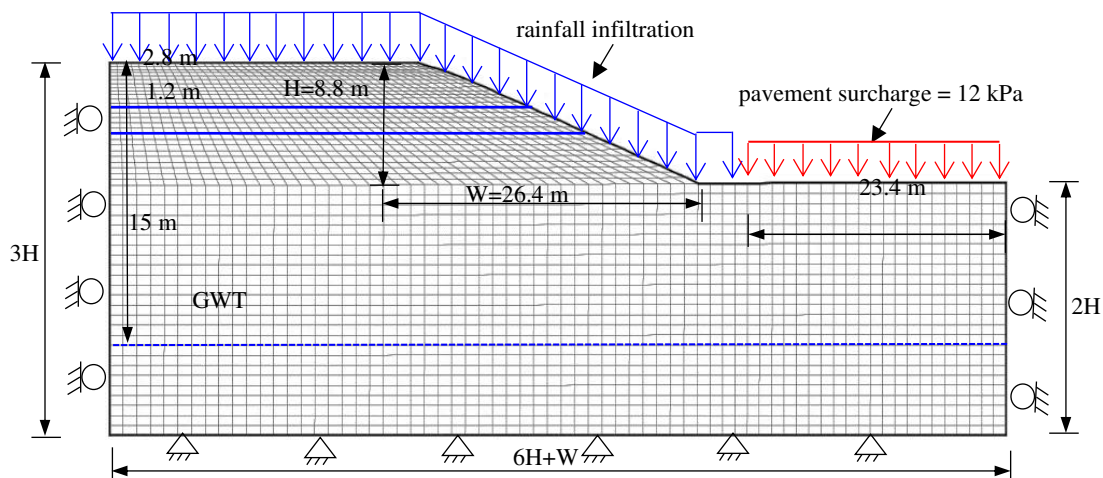 rainfall infiltration
2.8 m
1.2 m
H=8.8 m
pavement surcharge = 12 kPa
W=26.4 m
23.4 m
15 m
3H
GWT
2H
6H+W